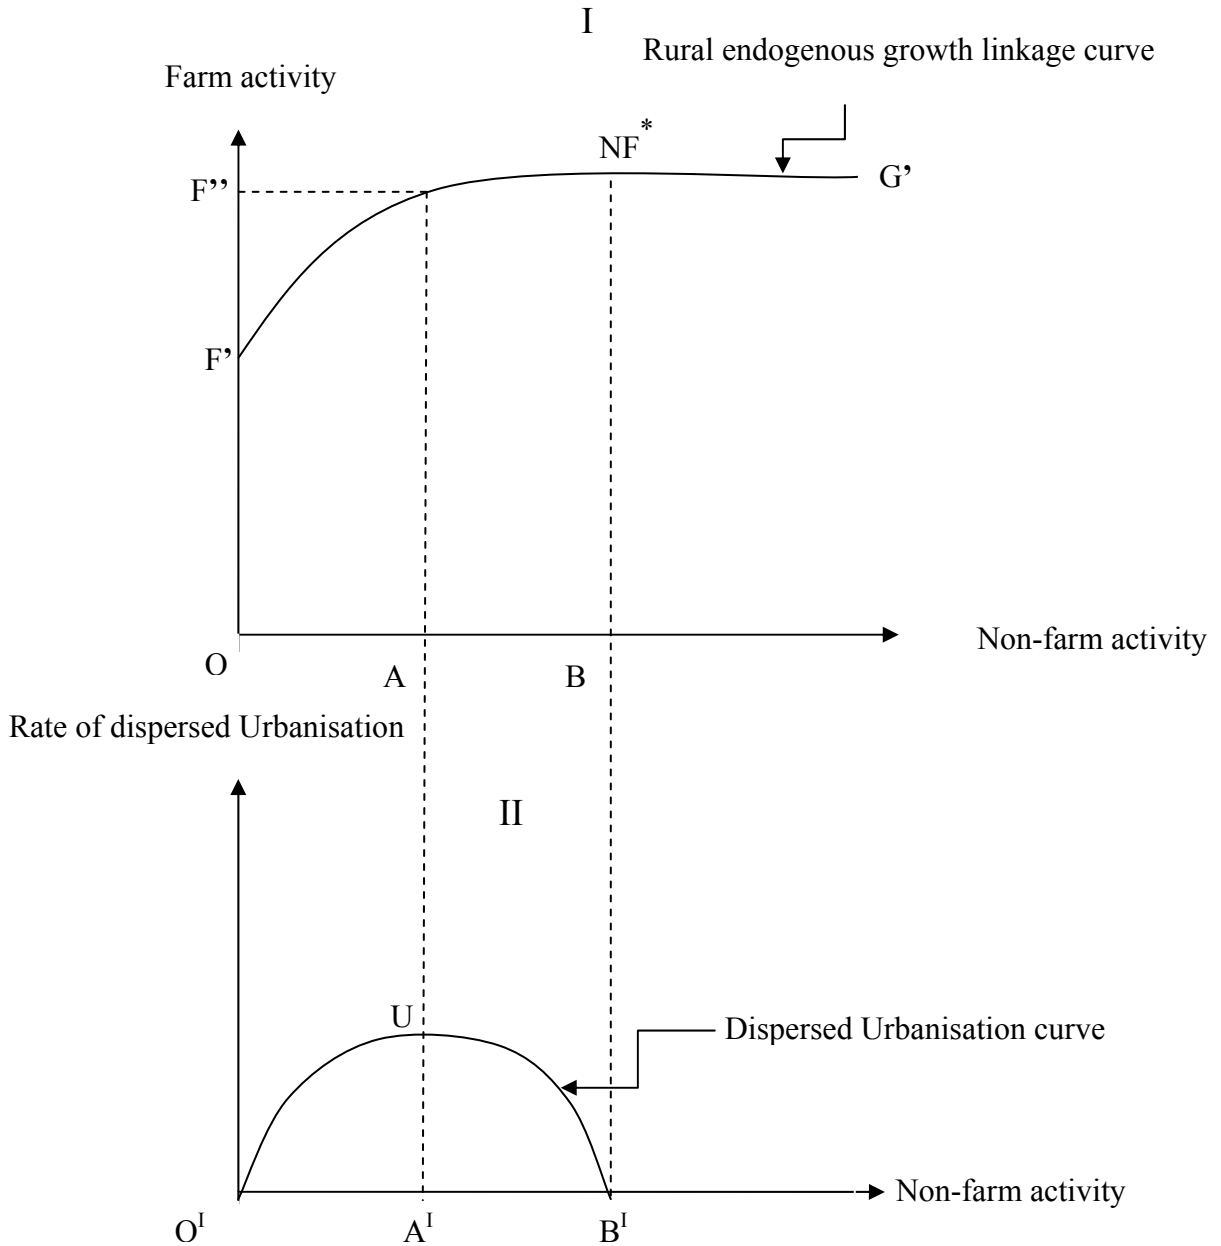 I
Rural endogenous growth linkage curve
Farm activity
NF*
F’’
G’
F’
Non-farm activity
O
A
B
Rate of dispersed Urbanisation
II
U
Dispersed Urbanisation curve
Non-farm activity
O^I
A^I
B^I